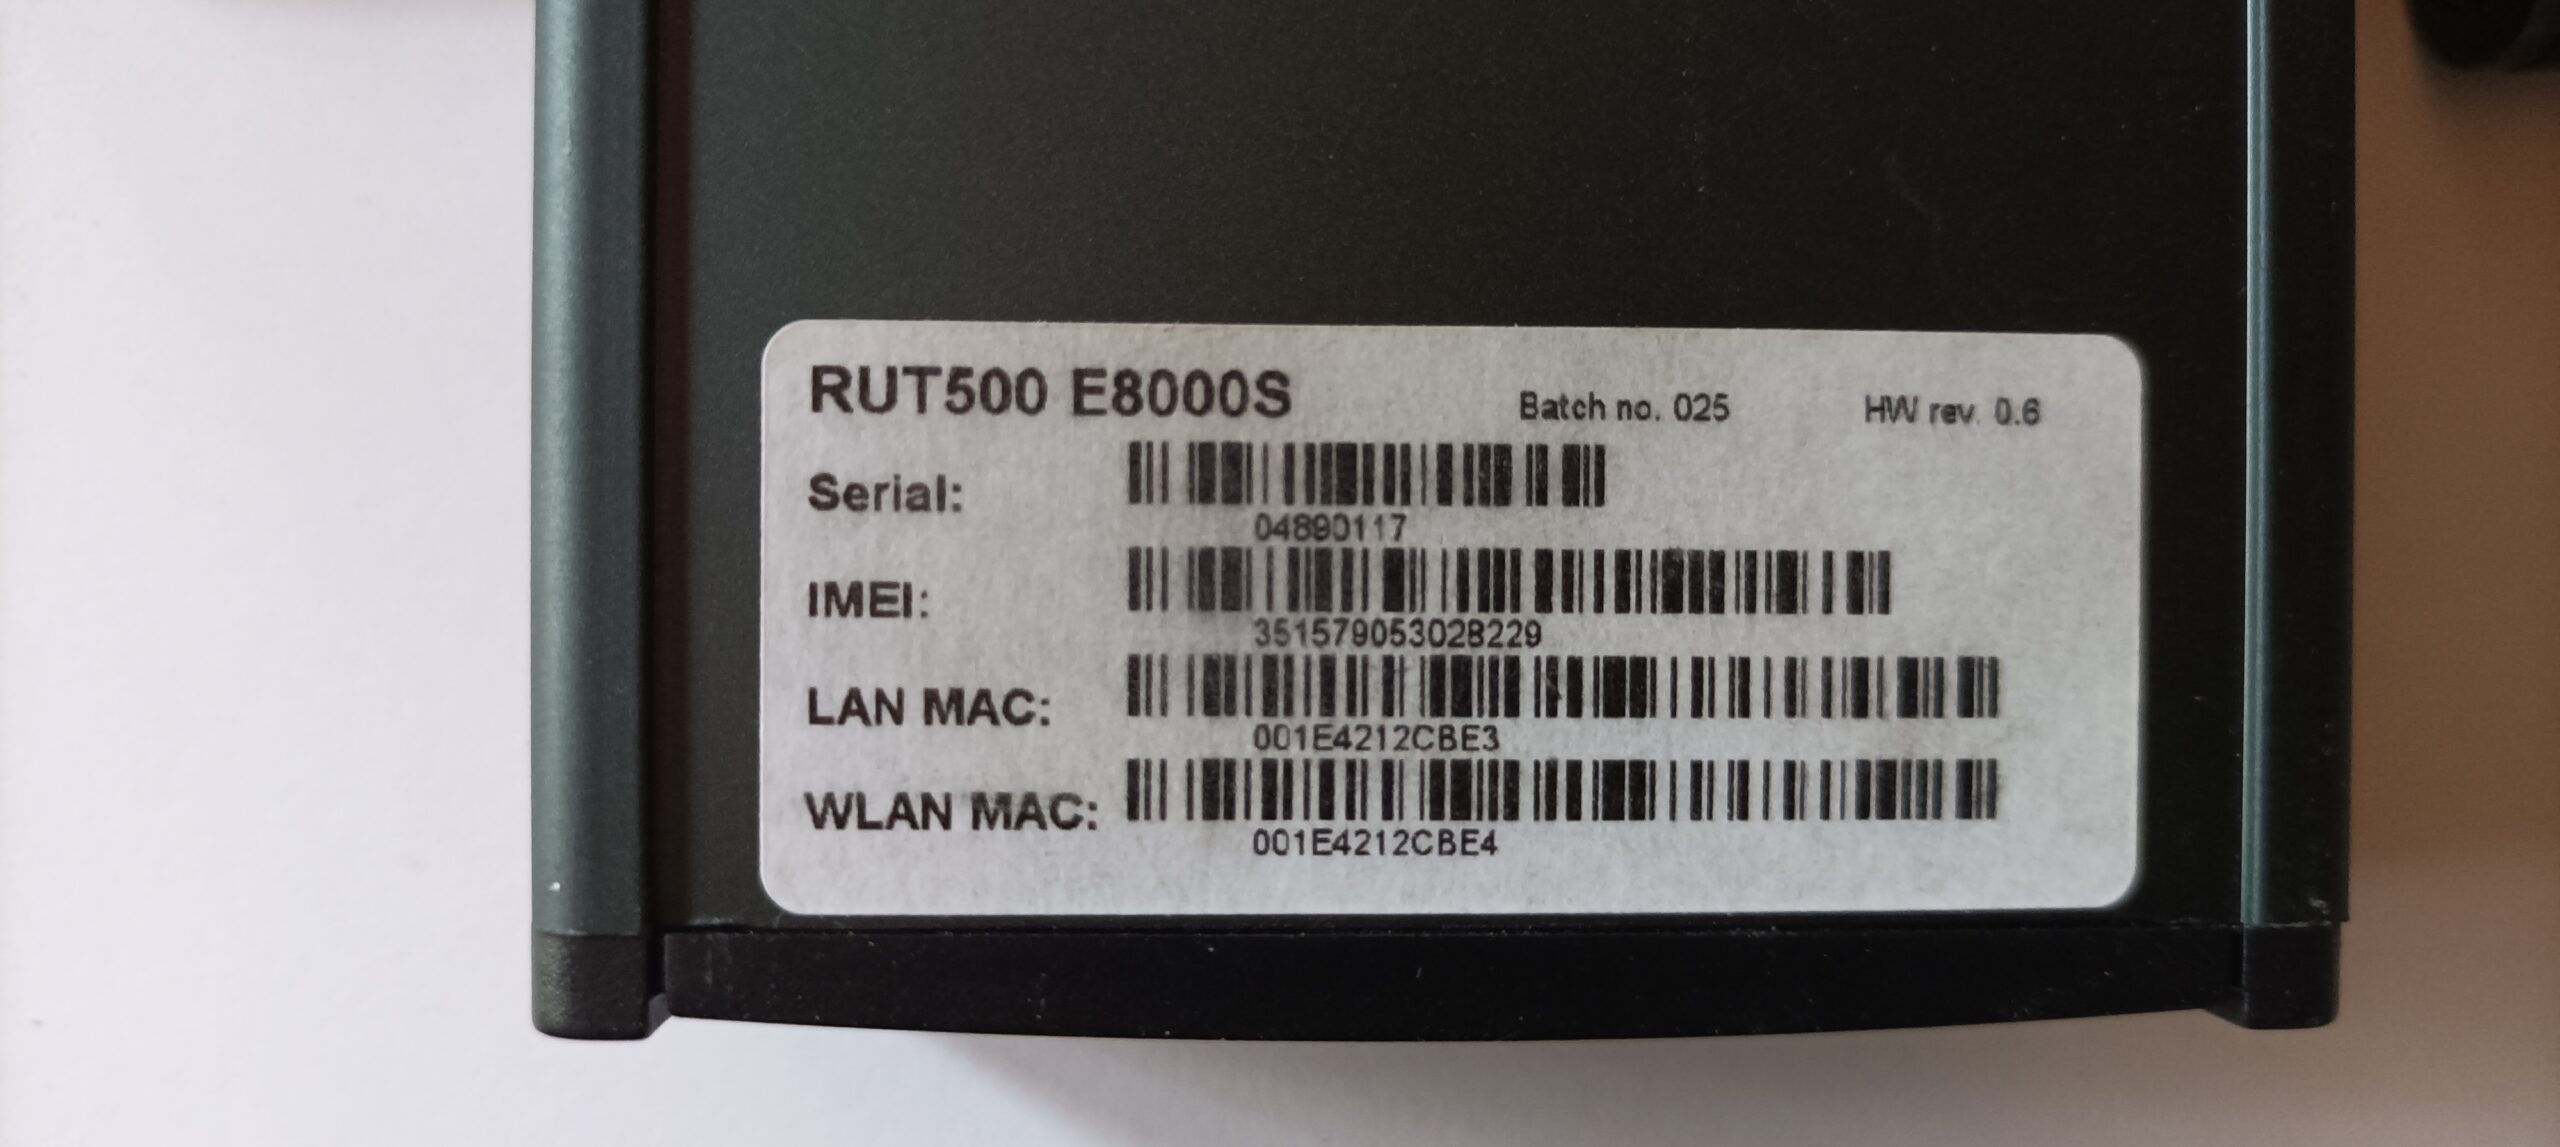 RUT500 E8000S Batch no. 025 HW rev. 0.6
Serial:
04890117
IMEI:
351579053028229
LAN MAC:
001E4212CBE3
WLAN MAC:
001E4212CBE4